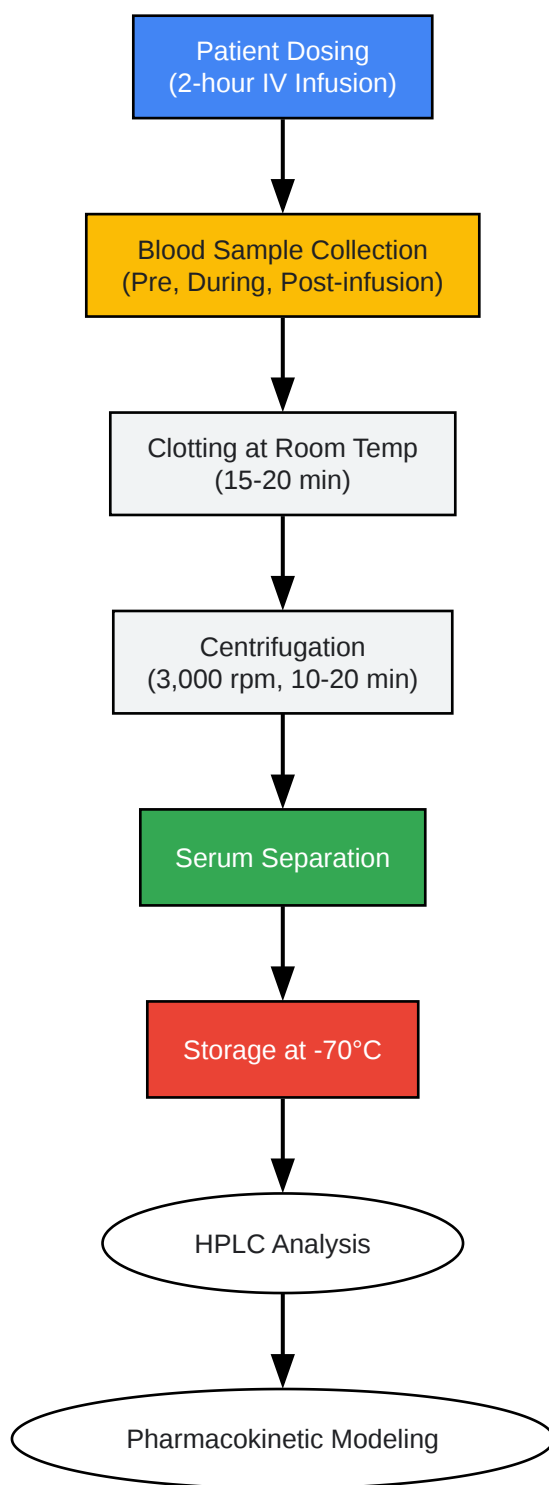 Patient Dosing
(2-hour IV Infusion)
Blood Sample Collection
(Pre, During, Post-infusion)
Clotting at Room Temp
(15-20 min)
Centrifugation
(3,000 rpm, 10-20 min)
Serum Separation
Storage at -70°C
HPLC Analysis
Pharmacokinetic Modeling